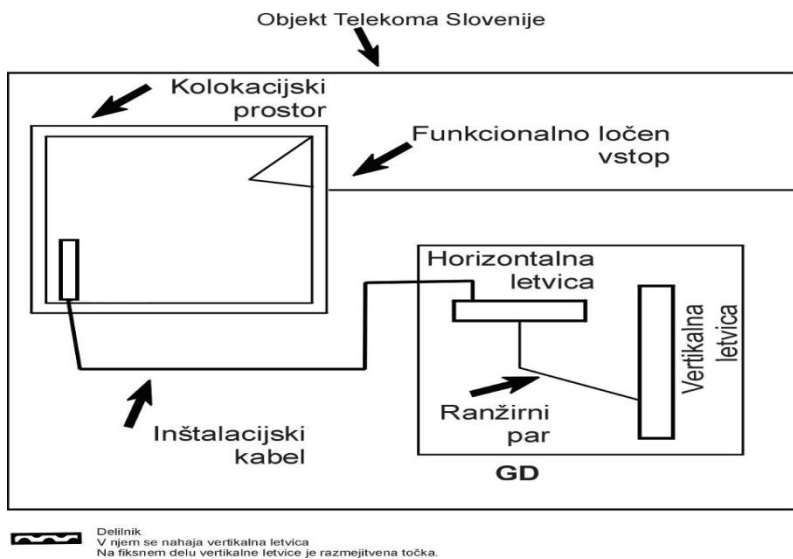 Objekt Telekoma Slovenije
Kolokacijski
prostor
Funkcionalno ločen
vstop
Horizontalna
letvica
Vertikalna
letvica
Ranžirni
par
Inštalacijski
kabel
GD
Delilnik
V njem se nahaja vertikalna letvica
Na fiksnem delu vertikalne letvice je razmejitvena točka.